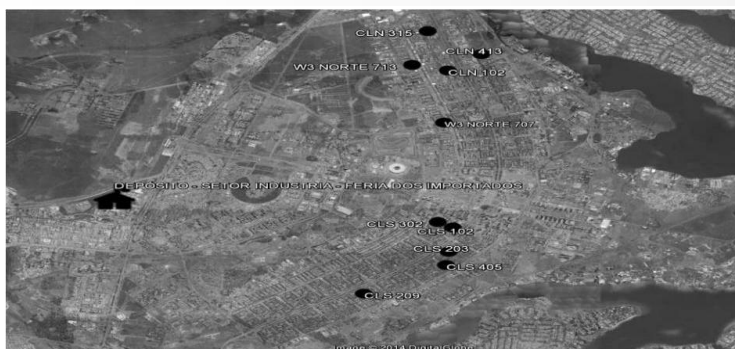 CLN 315
CLN 413
W3 NORTE 713
CLN 102
W3 NORTE 707
DEPÓSITO - SETOR INDUSTRIA - FERIA DOS IMPORTADOS
CLS 302
CLS 102
CLS 203
CLS 405
CLS 209
Image © 2014 DigitalGlobe